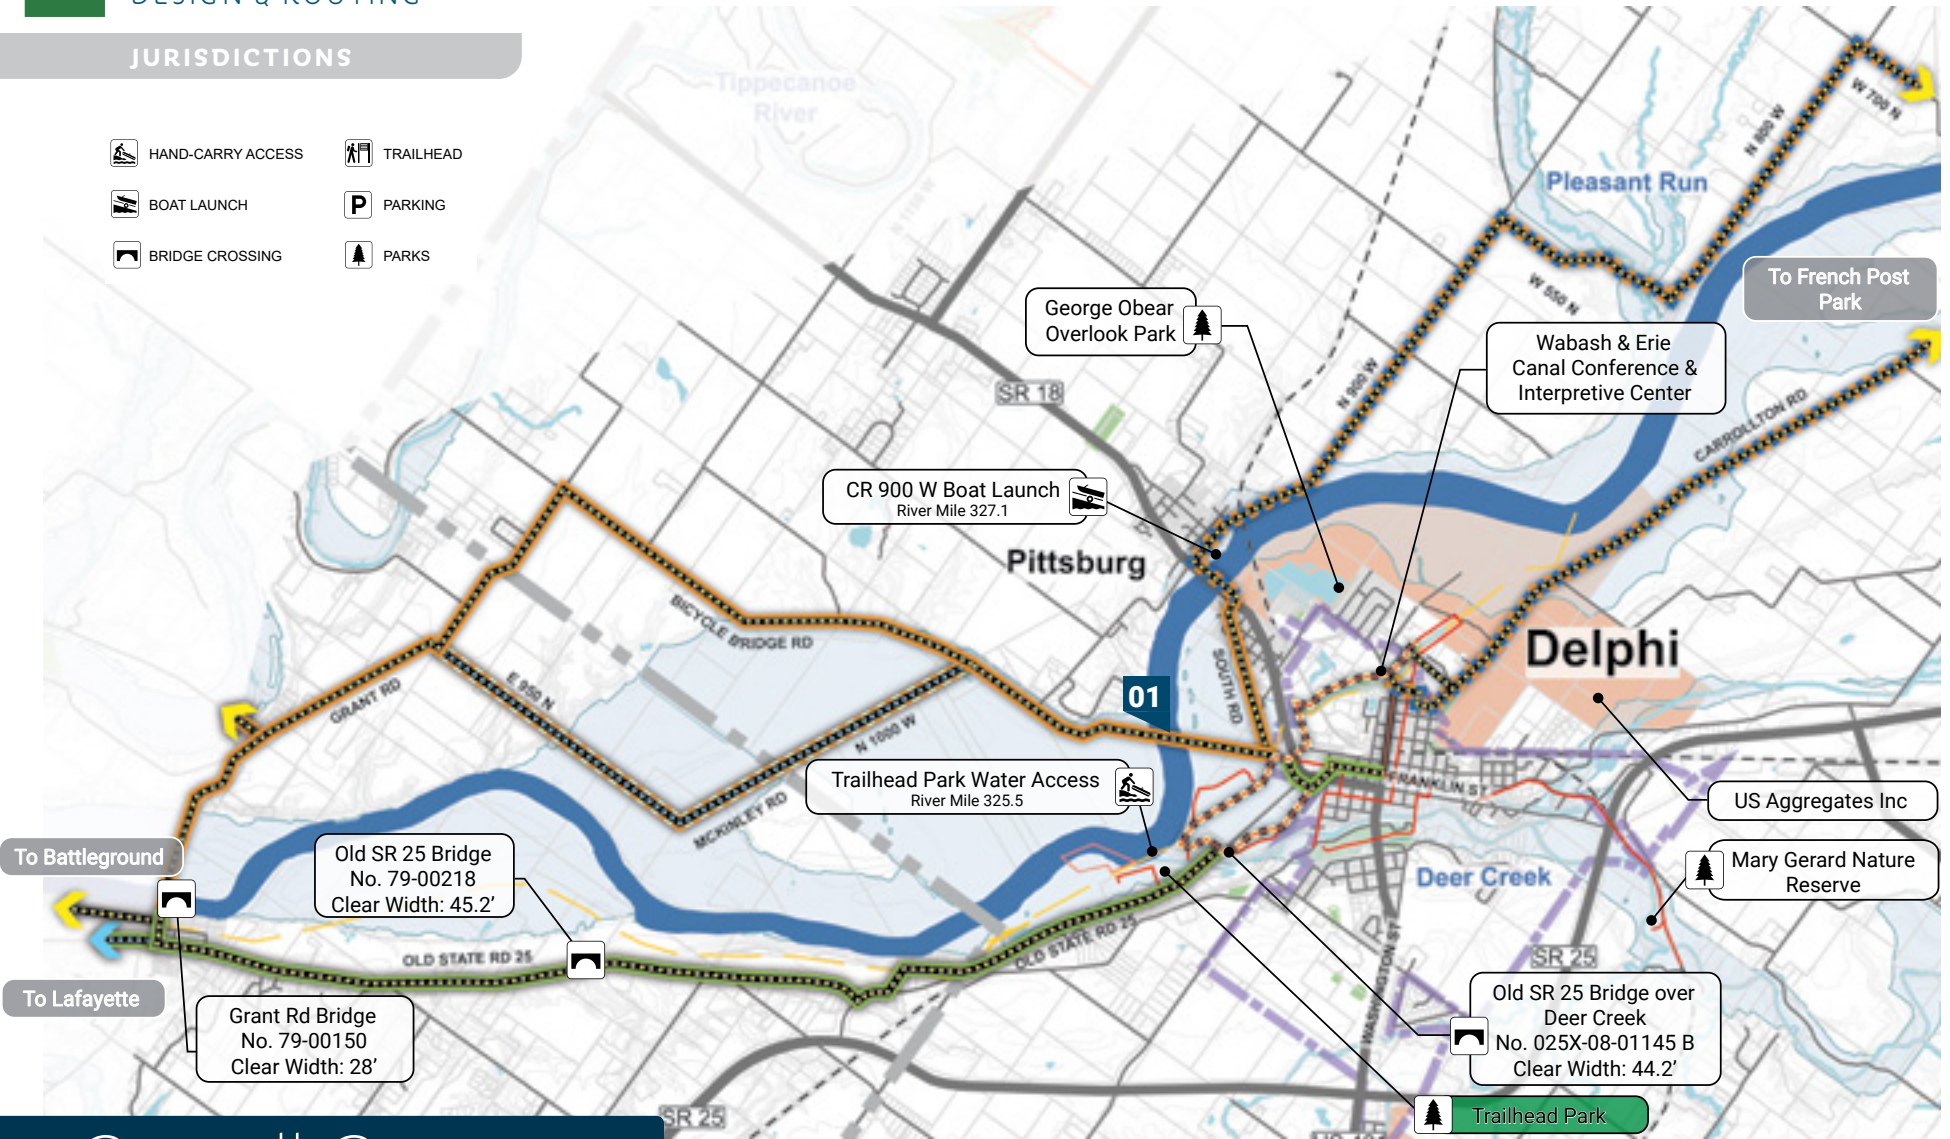 DESIGN & ROUTING
JURISDICTIONS
HAND-CARRY ACCESS
TRAILHEAD
BOAT LAUNCH
P
PARKING
BRIDGE CROSSING
PARKS
Tippecanoe
River
W 700 N
N 800 W
Pleasant Run
W 550 N
To French Post
Park
George Obear
Overlook Park
Wabash & Erie
Canal Conference &
Interpretive Center
SR 18
N 900 W
CARROLLTON RD
CR 900 W Boat Launch
River Mile 327.1
Pittsburg
BICYCLE BRIDGE RD
Delphi
E 950 N
GRANT RD
SOUTH RD
01
N 1000 W
Trailhead Park Water Access
River Mile 325.5
FRANKLIN ST
US Aggregates Inc
MCKINLEY RD
To Battleground
Old SR 25 Bridge
No. 79-00218
Clear Width: 45.2’
Deer Creek
Mary Gerard Nature
Reserve
OLD STATE RD 25
OLD STATE RD 25
WASHINGTON ST
SR 25
To Lafayette
Grant Rd Bridge
No. 79-00150
Clear Width: 28’
Old SR 25 Bridge over
Deer Creek
No. 025X-08-01145 B
Clear Width: 44.2’
SR 25
Trailhead Park